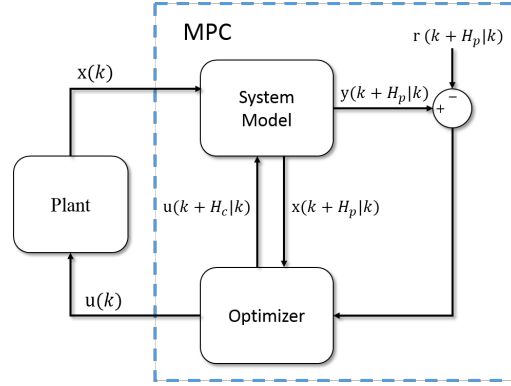 MPC
r (k + H_p|k)
x(k)
System
Model
y(k + H_p|k)
+
−
Plant
u(k + H_c|k)
x(k + H_p|k)
u(k)
Optimizer